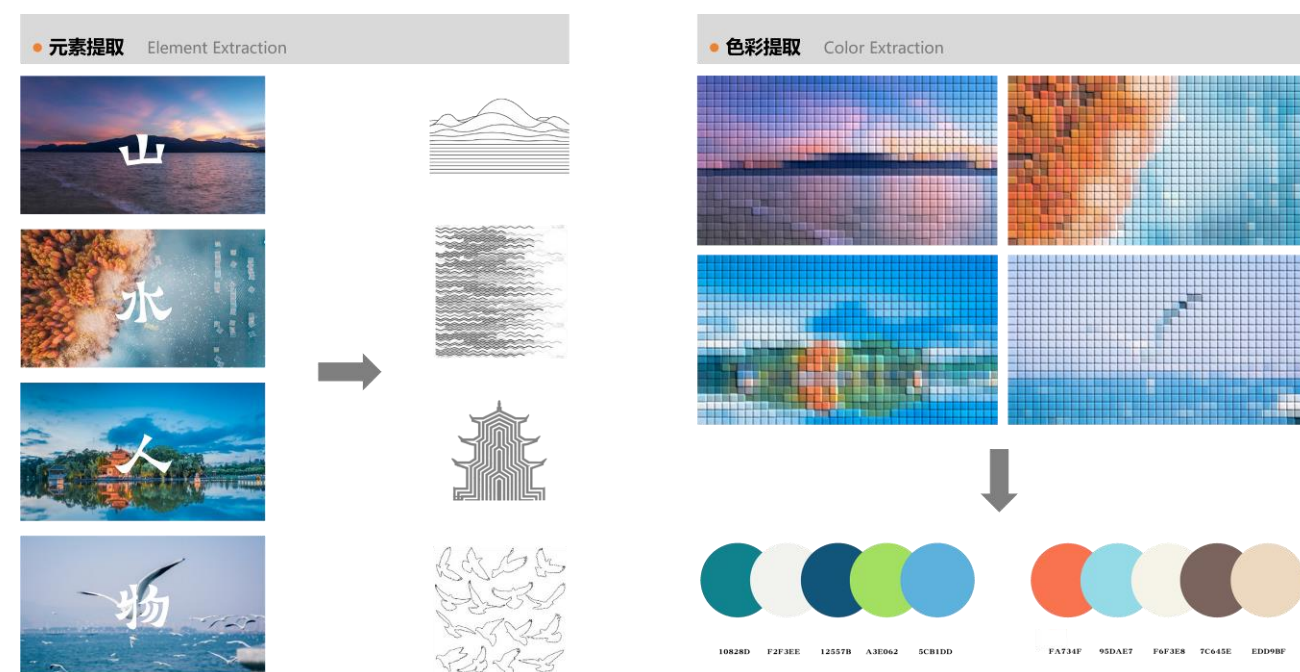 元素提取 Element Extraction
山
水
人
物
色彩提取 Color Extraction
10828D F2F3EE 12557B A3E062 5CB1DD
FA734F 95DAE7 F6F3E8 7C645E EDD9BF